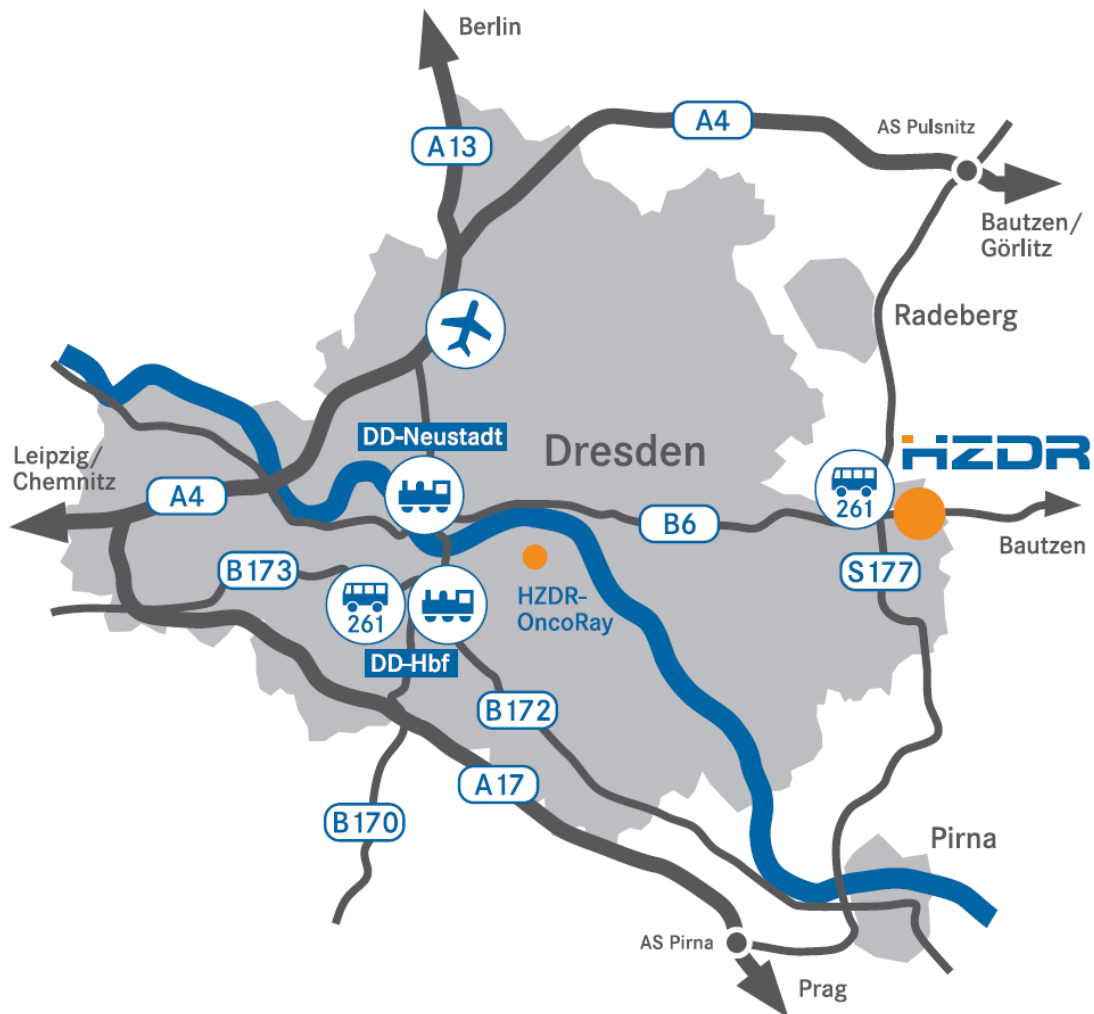 Berlin
A4
AS Pulsnitz
A13
Bautzen/
Görlitz
Radeberg
DD-Neustadt
Dresden
HZDR
Leipzig/
Chemnitz
A4
261
B6
Bautzen
B173
S177
HZDR-
OncoRay
261
DD-Hbf
B172
A17
B170
Pirna
AS Pirna
Prag